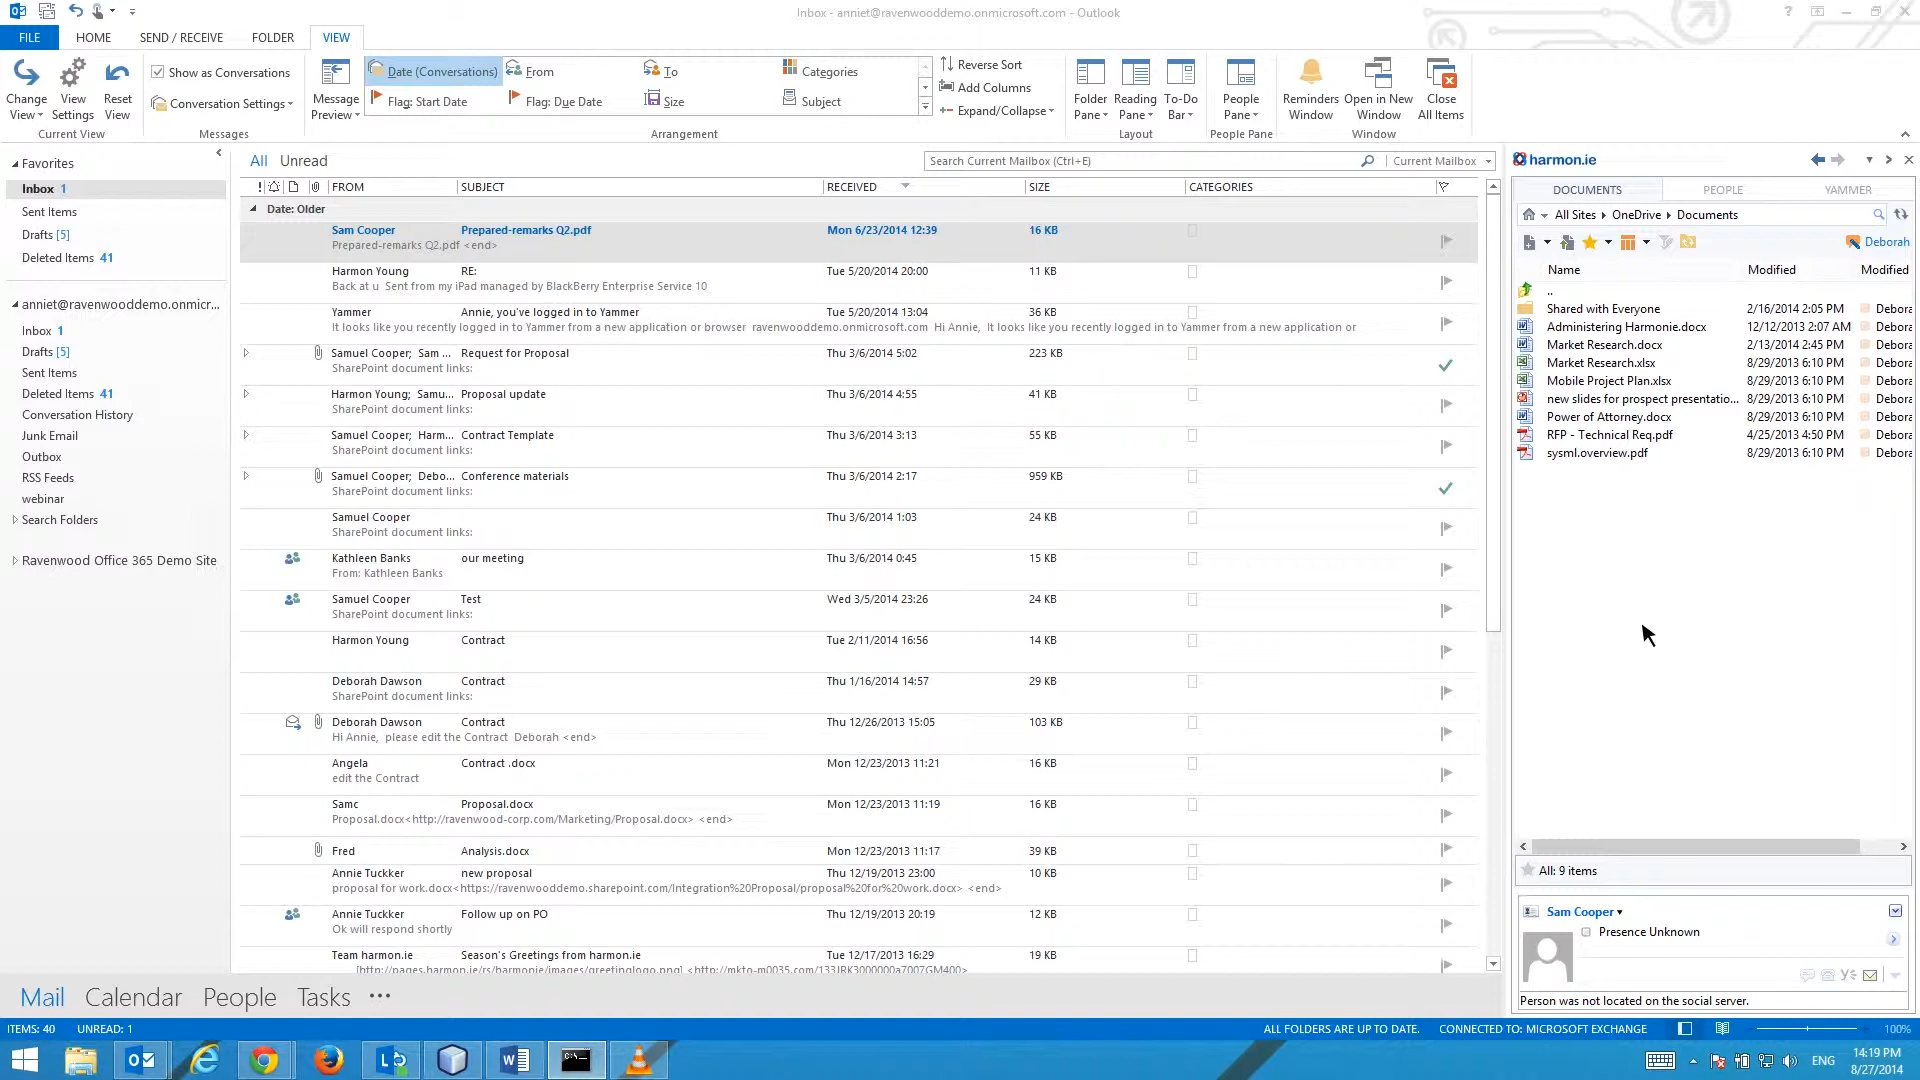 Inbox - anniet@ravenwooddemo.onmicrosoft.com - Outlook
FILE HOME SEND / RECEIVE FOLDER VIEW
Change View
View Settings
Reset View
Current View
Show as Conversations
Conversation Settings
Messages
Message Preview
Date (Conversations) From To Categories
Flag: Start Date Flag: Due Date Size Subject
Arrangement
Reverse Sort
Add Columns
Expand/Collapse
Folder Pane
Reading Pane
To-Do Bar
Layout
People Pane
People Pane
Reminders Window
Open in New Window
Close All Items
Window
Favorites
Inbox 1
Sent Items
Drafts [5]
Deleted Items 41
anniet@ravenwooddemo.onmicr...
Inbox 1
Drafts [5]
Sent Items
Deleted Items 41
Conversation History
Junk Email
Outbox
RSS Feeds
webinar
Search Folders
Ravenwood Office 365 Demo Site
All Unread
Search Current Mailbox (Ctrl+E) Current Mailbox
! FROM SUBJECT RECEIVED SIZE CATEGORIES
Date: Older
Sam Cooper Prepared-remarks Q2.pdf Mon 6/23/2014 12:39 16 KB
Prepared-remarks Q2.pdf <end>
Harmon Young RE: Tue 5/20/2014 20:00 11 KB
Back at u Sent from my iPad managed by BlackBerry Enterprise Service 10
Yammer Annie, you've logged in to Yammer Tue 5/20/2014 13:04 36 KB
It looks like you recently logged in to Yammer from a new application or browser ravenwooddemo.onmicrosoft.com Hi Annie, It looks like you recently logged in to Yammer from a new application or
Samuel Cooper; Sam ... Request for Proposal Thu 3/6/2014 5:02 223 KB
SharePoint document links:
Harmon Young; Samu... Proposal update Thu 3/6/2014 4:55 41 KB
SharePoint document links:
Samuel Cooper; Harm... Contract Template Thu 3/6/2014 3:13 55 KB
SharePoint document links:
Samuel Cooper; Debo... Conference materials Thu 3/6/2014 2:17 959 KB
SharePoint document links:
Samuel Cooper Thu 3/6/2014 1:03 24 KB
SharePoint document links:
Kathleen Banks our meeting Thu 3/6/2014 0:45 15 KB
From: Kathleen Banks
Samuel Cooper Test Wed 3/5/2014 23:26 24 KB
SharePoint document links:
Harmon Young Contract Tue 2/11/2014 16:56 14 KB
Deborah Dawson Contract Thu 1/16/2014 14:57 29 KB
SharePoint document links:
Deborah Dawson Contract Thu 12/26/2013 15:05 103 KB
Hi Annie, please edit the Contract Deborah <end>
Angela Contract .docx Mon 12/23/2013 11:21 16 KB
edit the Contract
Samc Proposal.docx Mon 12/23/2013 11:19 16 KB
Proposal.docx<http://ravenwood-corp.com/Marketing/Proposal.docx> <end>
Fred Analysis.docx Mon 12/23/2013 11:17 39 KB
Annie Tuckker new proposal Thu 12/19/2013 23:00 10 KB
proposal for work.docx<https://ravenwooddemo.sharepoint.com/Integration%20Proposal/proposal%20for%20work.docx> <end>
Annie Tuckker Follow up on PO Thu 12/19/2013 20:19 12 KB
Ok will respond shortly
Team harmon.ie Season's Greetings from harmon.ie Tue 12/17/2013 16:29 19 KB
[http://pages.harmon.ie/rs/harmonie/images/greetinglogo.png] <http://mkto-m0035.com/133JRK3000000a7007GM400>
harmon.ie
DOCUMENTS PEOPLE YAMMER
All Sites OneDrive Documents
Deborah
Name Modified Modified
..
Shared with Everyone 2/16/2014 2:05 PM Debora
Administering Harmonie.docx 12/12/2013 2:07 AM Debora
Market Research.docx 2/13/2014 2:45 PM Debora
Market Research.xlsx 8/29/2013 6:10 PM Debora
Mobile Project Plan.xlsx 8/29/2013 6:10 PM Debora
new slides for prospect presentatio... 8/29/2013 6:10 PM Debora
Power of Attorney.docx 8/29/2013 6:10 PM Debora
RFP - Technical Req.pdf 4/25/2013 4:50 PM Debora
sysml.overview.pdf 8/29/2013 6:10 PM Debora
All: 9 items
Sam Cooper
Presence Unknown
Person was not located on the social server.
Mail Calendar People Tasks ···
ITEMS: 40 UNREAD: 1 ALL FOLDERS ARE UP TO DATE. CONNECTED TO: MICROSOFT EXCHANGE 100%
ENG 14:19 PM
8/27/2014